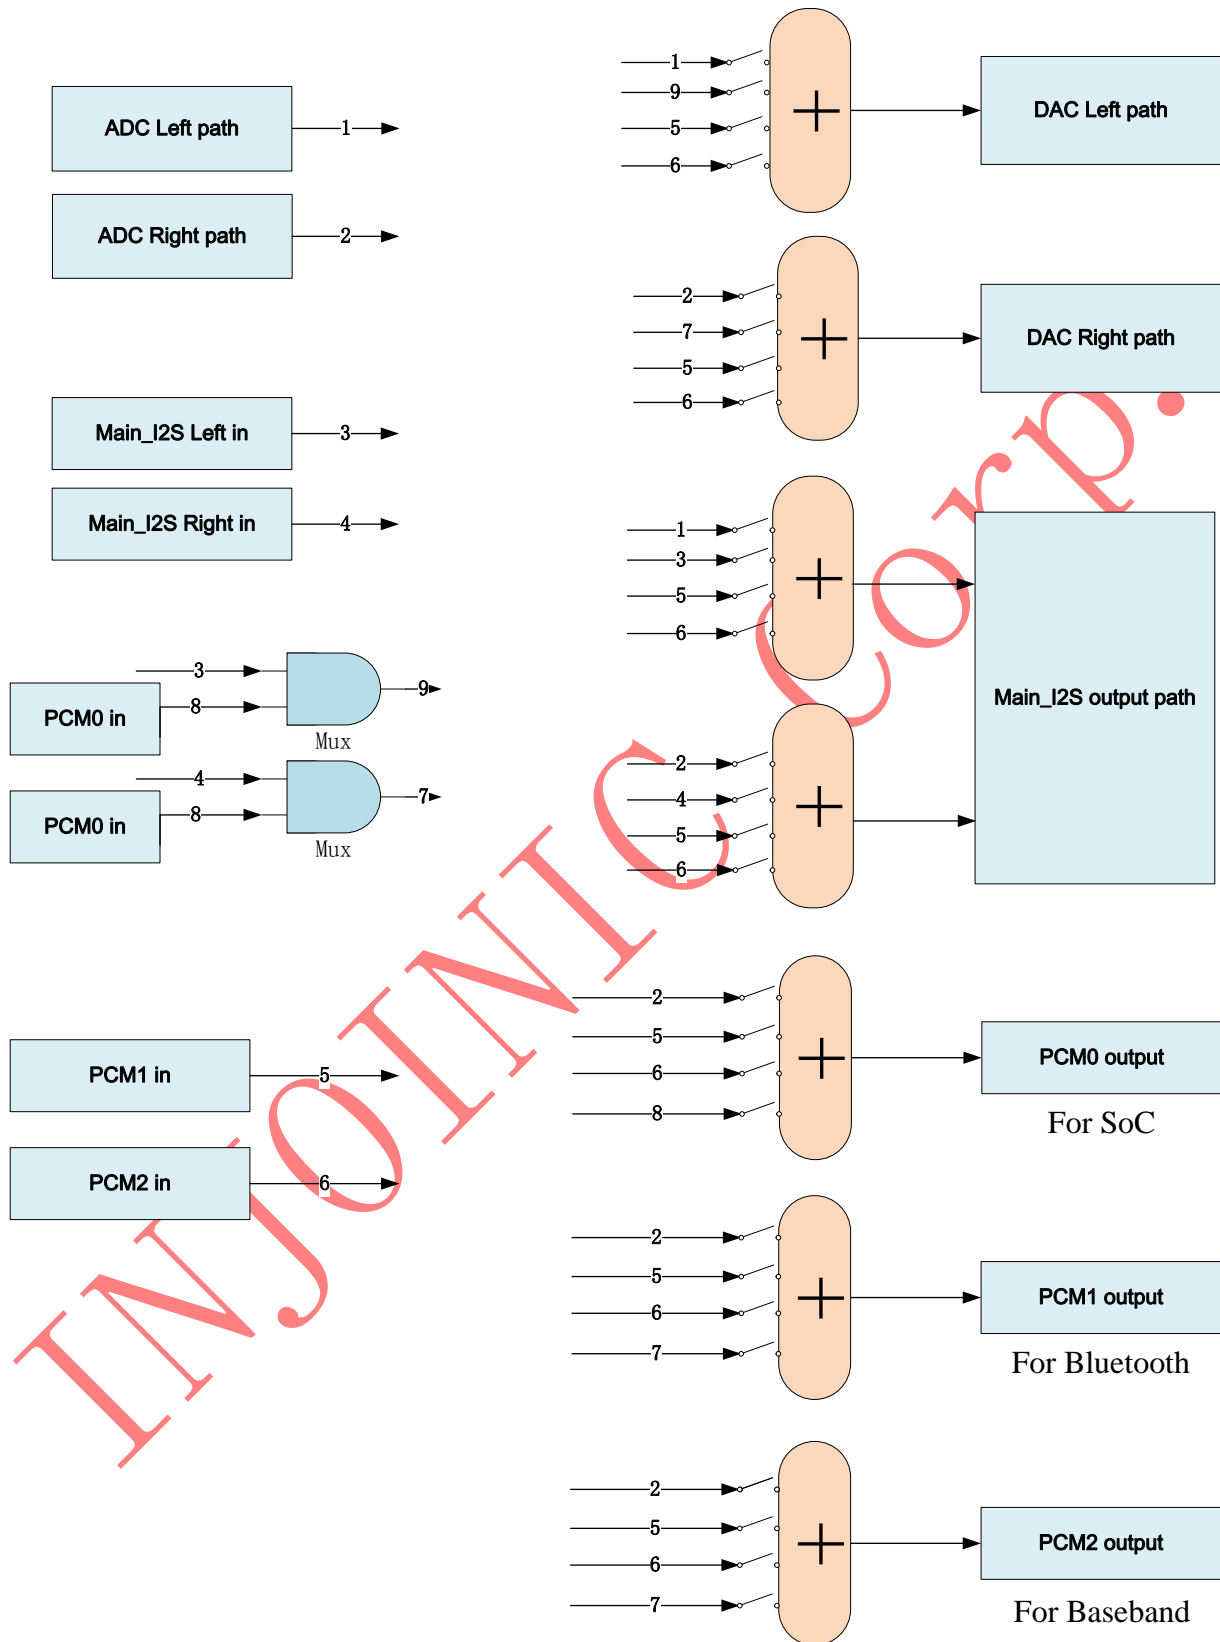 ADC Left path
1
ADC Right path
2
Main_I2S Left in
3
Main_I2S Right in
4
3
PCM0 in
8
9
Mux
4
PCM0 in
8
7
Mux
PCM1 in
5
PCM2 in
6
1
9
5
6
+
DAC Left path
2
7
5
6
+
DAC Right path
1
3
5
6
+
2
4
5
6
+
Main_I2S output path
2
5
6
8
+
PCM0 output
For SoC
2
5
6
7
+
PCM1 output
For Bluetooth
2
5
6
7
+
PCM2 output
For Baseband
INJOINIC Corp.